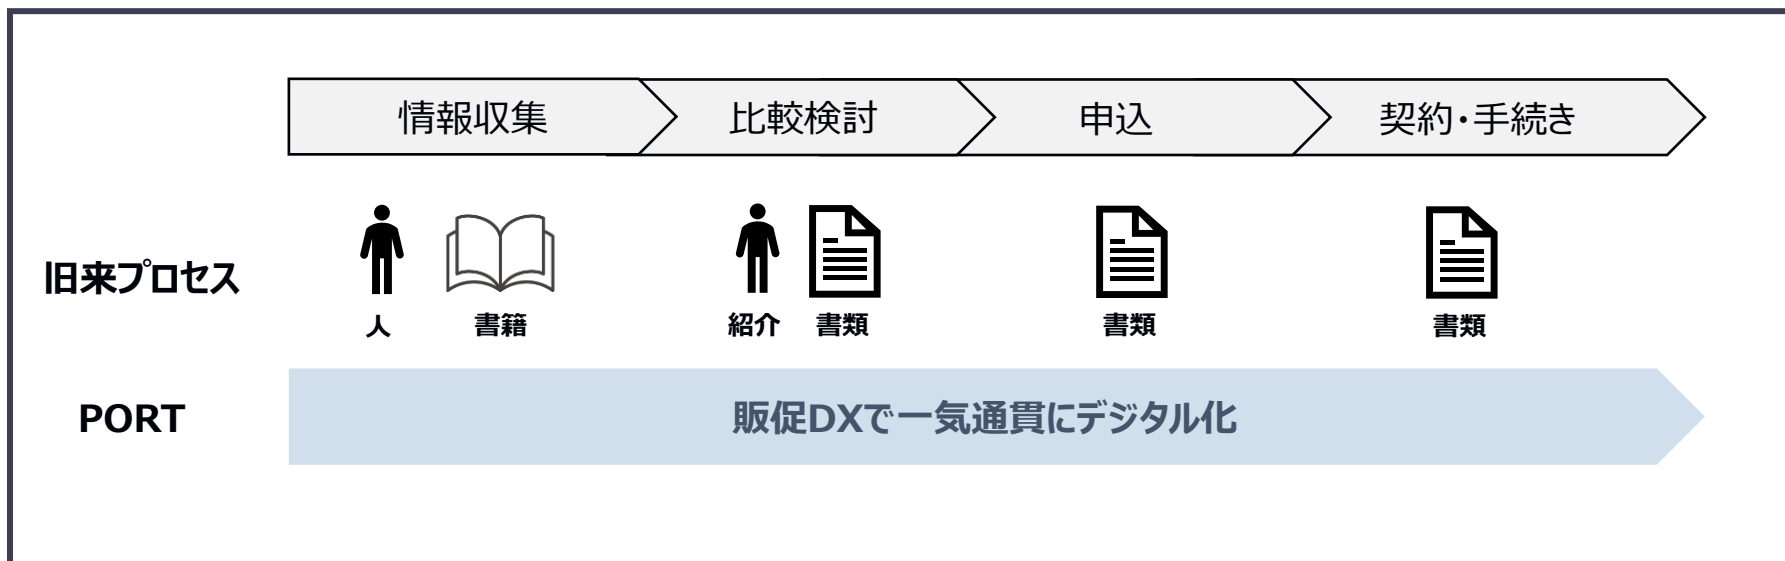 情報収集
比較検討
申込
契約・手続き
旧来プロセス
人
書籍
紹介
書類
書類
書類
PORT
販促DXで一気通貫にデジタル化